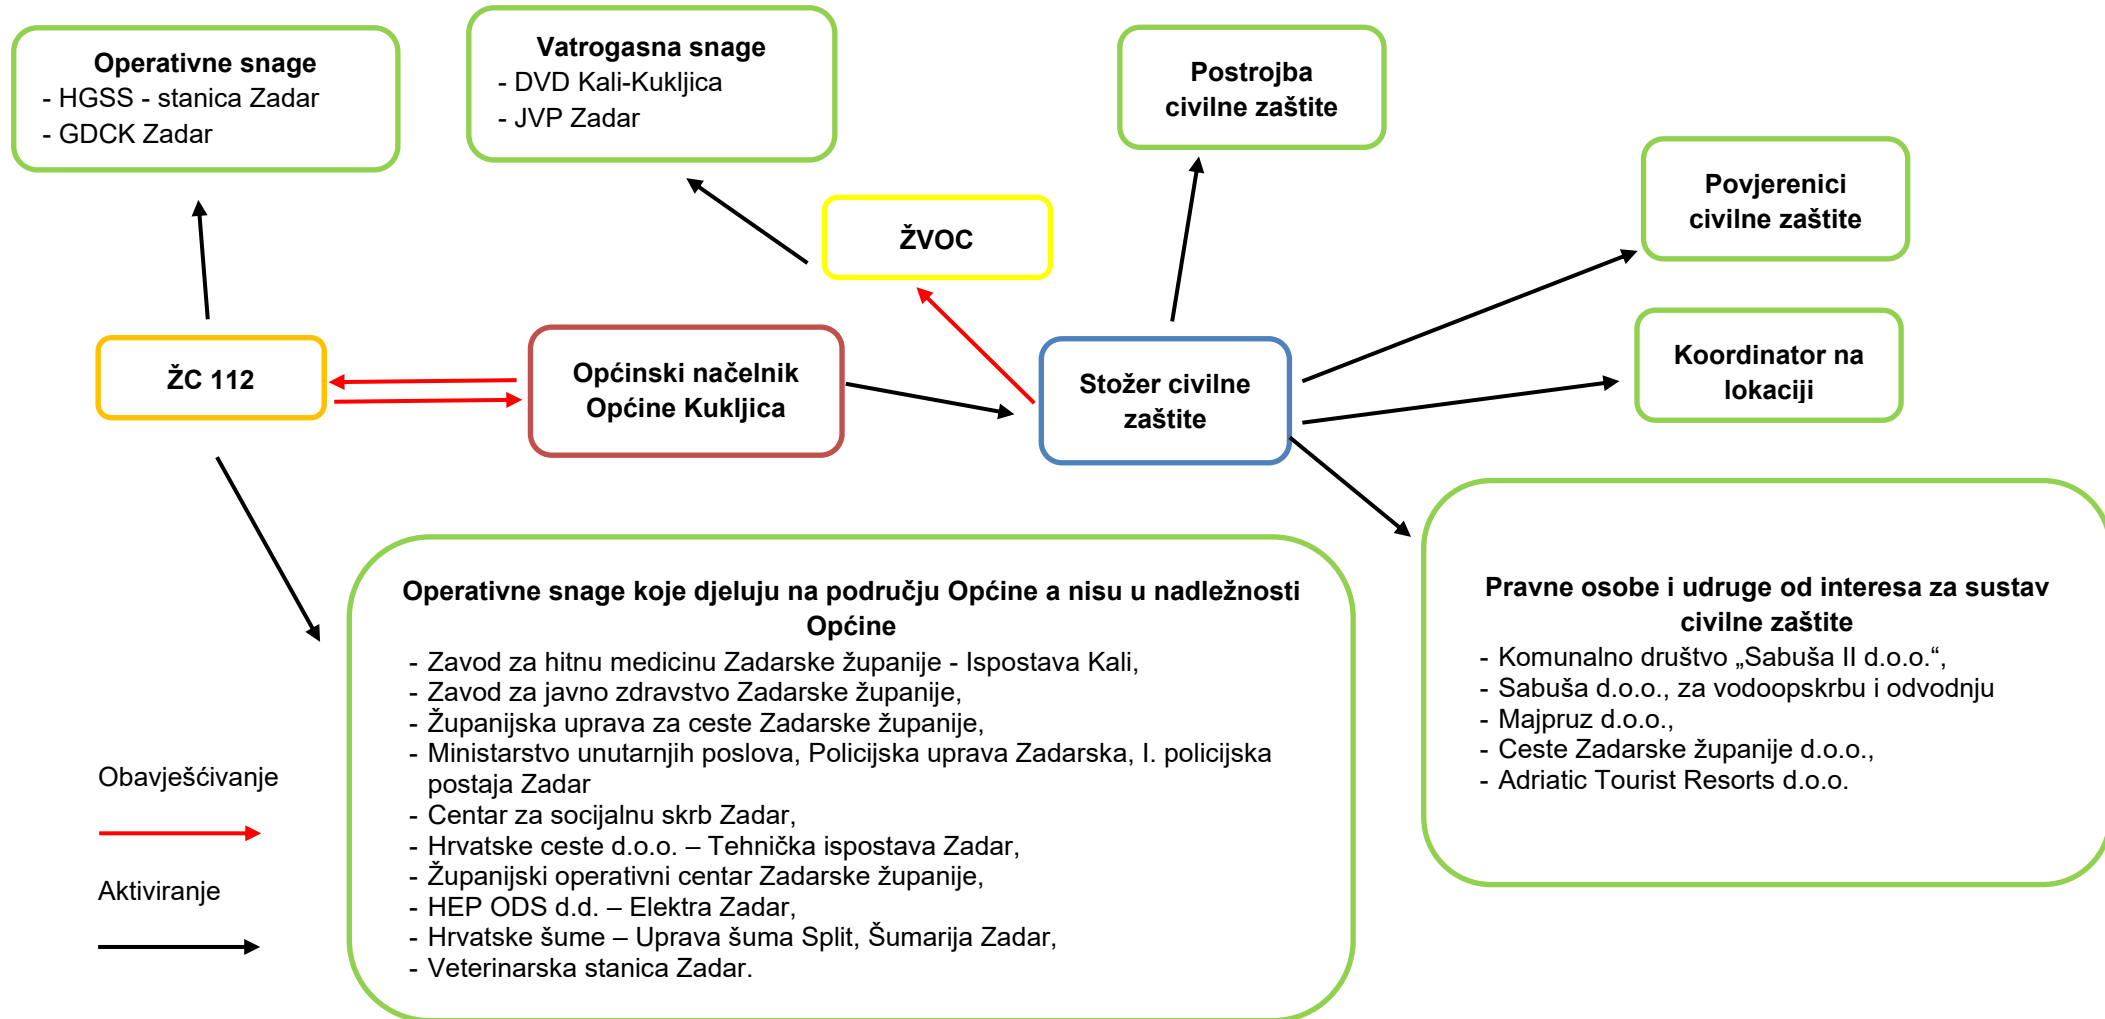 Operativne snage
- HGSS - stanica Zadar
- GDCK Zadar
Vatrogasna snage
- DVD Kali-Kukljica
- JVP Zadar
Postrojba
civilne zaštite
Povjerenici
civilne zaštite
ŽVOC
ŽC 112
Općinski načelnik
Općine Kukljica
Stožer civilne
zaštite
Koordinator na
lokaciji
Operativne snage koje djeluju na području Općine a nisu u nadležnosti
Općine
- Zavod za hitnu medicinu Zadarske županije - Ispostava Kali,
- Zavod za javno zdravstvo Zadarske županije,
- Županijska uprava za ceste Zadarske županije,
- Ministarstvo unutarnjih poslova, Policijska uprava Zadarska, I. policijska
postaja Zadar
- Centar za socijalnu skrb Zadar,
- Hrvatske ceste d.o.o. – Tehnička ispostava Zadar,
- Županijski operativni centar Zadarske županije,
- HEP ODS d.d. – Elektra Zadar,
- Hrvatske šume – Uprava šuma Split, Šumarija Zadar,
- Veterinarska stanica Zadar.
Pravne osobe i udruge od interesa za sustav
civilne zaštite
- Komunalno društvo „Sabuša II d.o.o.“,
- Sabuša d.o.o., za vodoopskrbu i odvodnju
- Majpruz d.o.o.,
- Ceste Zadarske županije d.o.o.,
- Adriatic Tourist Resorts d.o.o.
Obavješćivanje
Aktiviranje